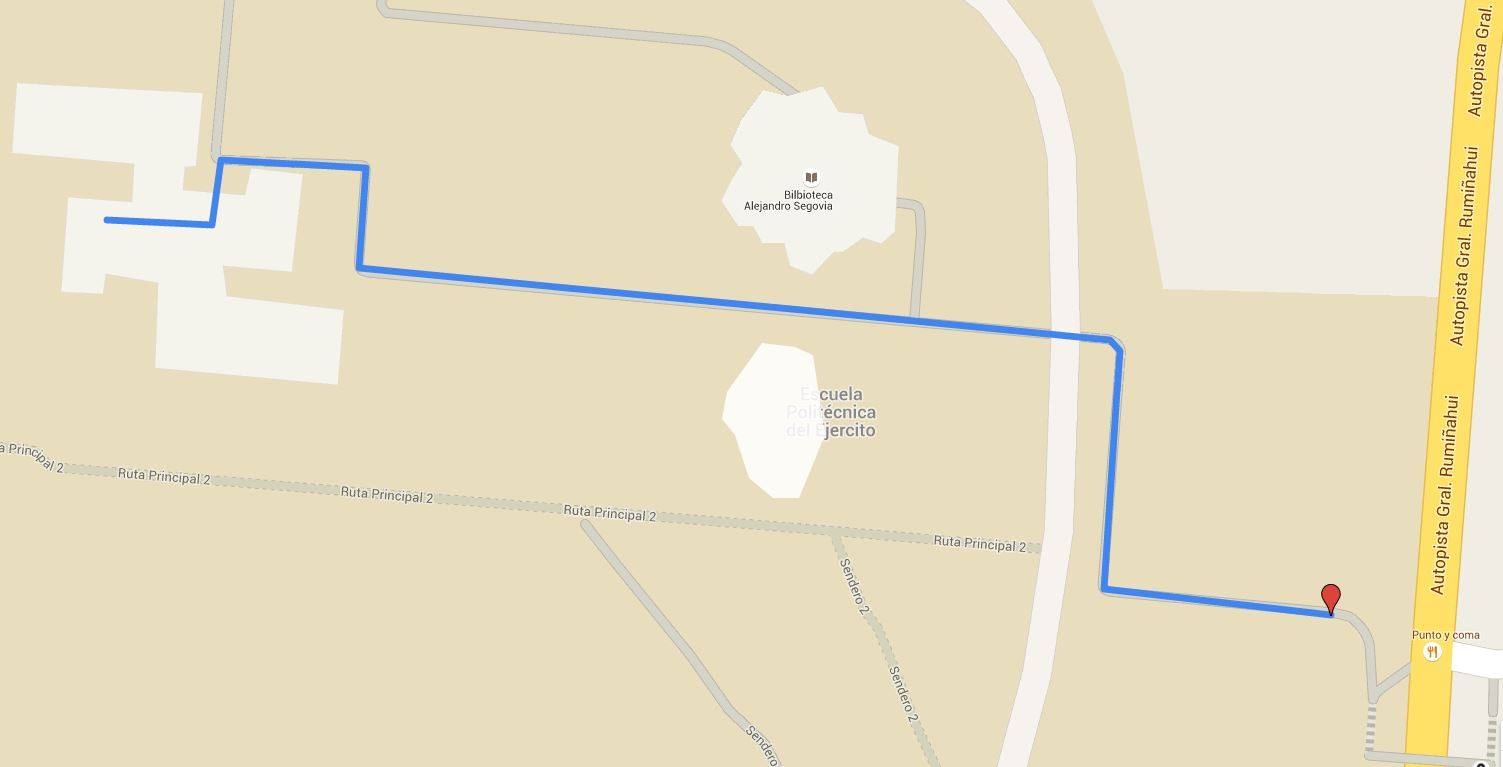 Autopista Gral.
Autopista Gral. Rumiñahui
Bilbioteca
Alejandro Segovia
Autopista Gral. Rumiñahui
Escuela
Politécnica
del Ejercito
a Principal 2
Ruta Principal 2
Ruta Principal 2
Ruta Principal 2
Ruta Principal 2
Sendero 2
Punto y coma
Sendero 2
Sendero